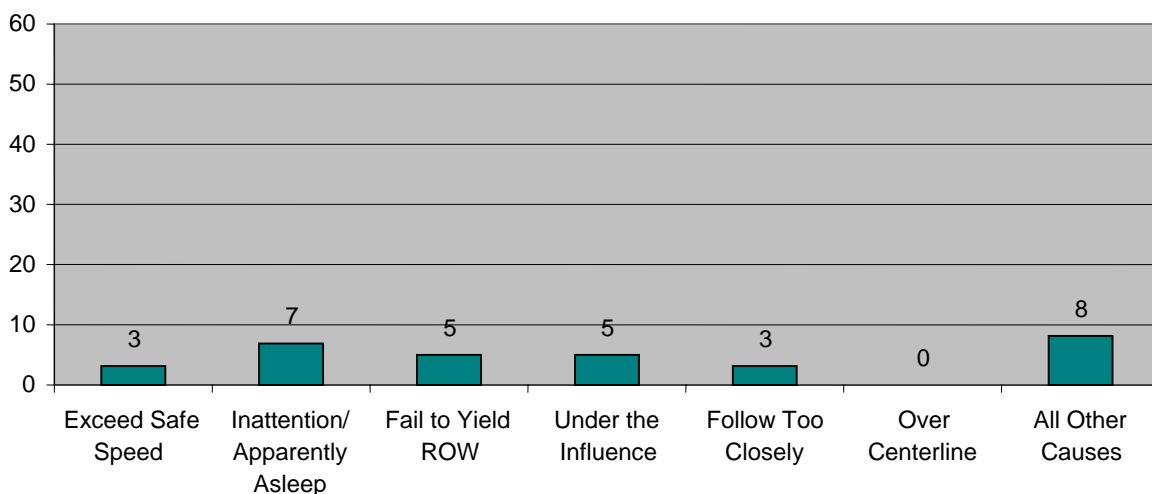 60
50
40
30
20
10
0
3
7
5
5
3
0
8
Exceed Safe
Speed
Inattention/
Apparently
Asleep
Fail to Yield
ROW
Under the
Influence
Follow Too
Closely
Over
Centerline
All Other
Causes